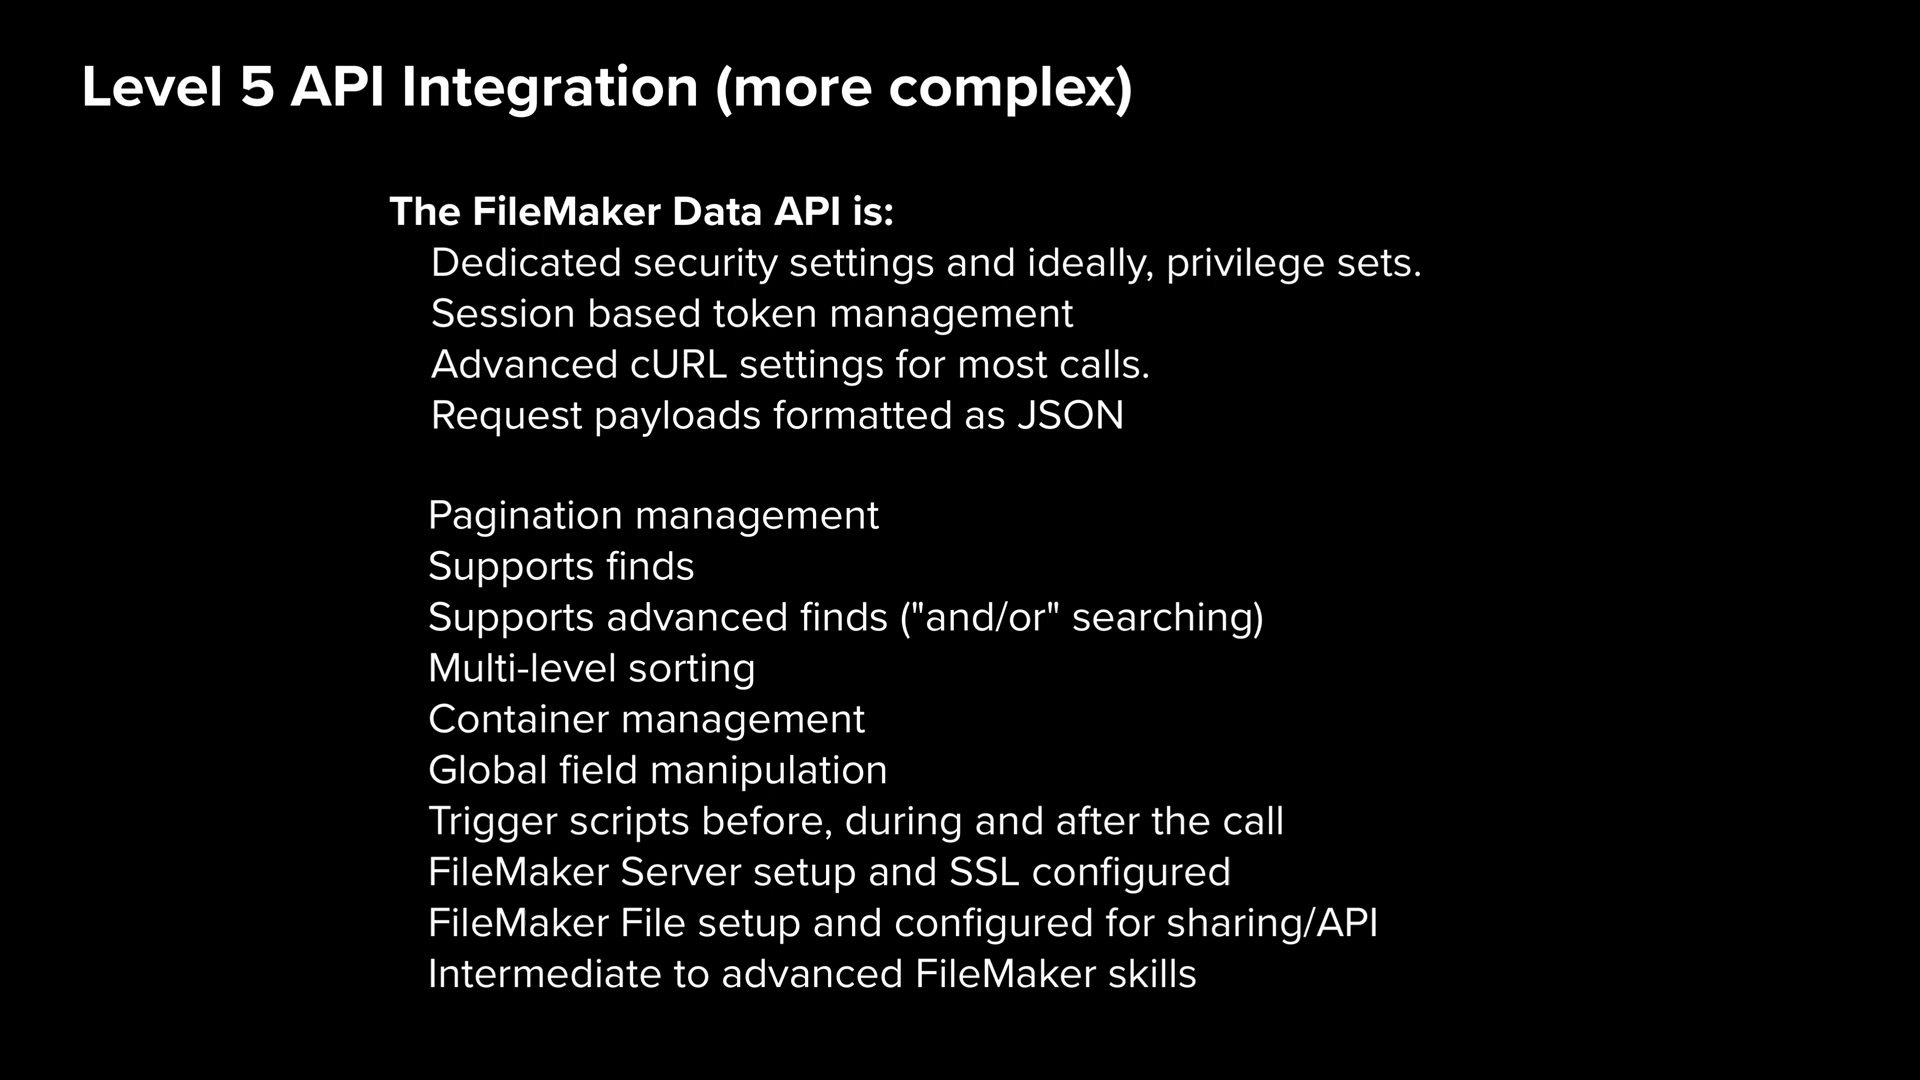 Level 5 API Integration (more complex)
The FileMaker Data API is:
Dedicated security settings and ideally, privilege sets.
Session based token management
Advanced cURL settings for most calls.
Request payloads formatted as JSON
Pagination management
Supports finds
Supports advanced finds ("and/or" searching)
Multi-level sorting
Container management
Global field manipulation
Trigger scripts before, during and after the call
FileMaker Server setup and SSL configured
FileMaker File setup and configured for sharing/API
Intermediate to advanced FileMaker skills